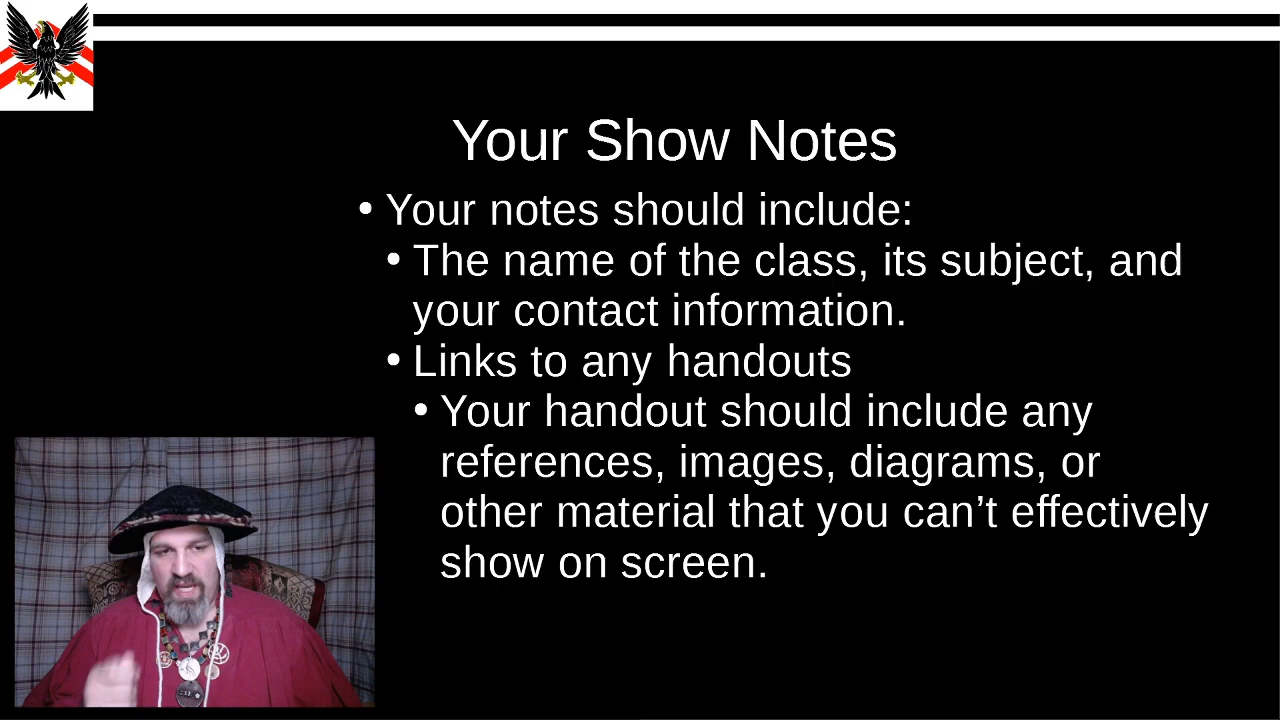 Your Show Notes
• Your notes should include:
• The name of the class, its subject, and
your contact information.
• Links to any handouts
• Your handout should include any
references, images, diagrams, or
other material that you can’t effectively
show on screen.